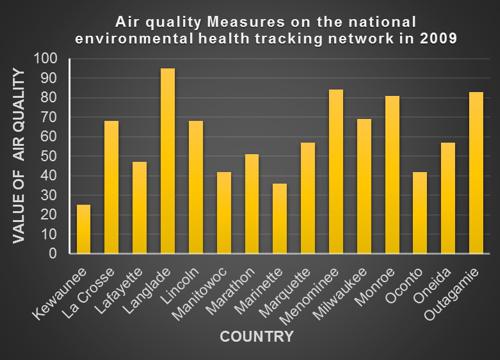 Air quality Measures on the national
environmental health tracking network in 2009
VALUE OF AIR QUALITY
100
90
80
70
60
50
40
30
20
10
0
Kewaunee
La Crosse
Lafayette
Langlade
Lincoln
Manitowoc
Marathon
Marinette
Marquette
Menominee
Milwaukee
Monroe
Oconto
Oneida
Outagamie
COUNTRY